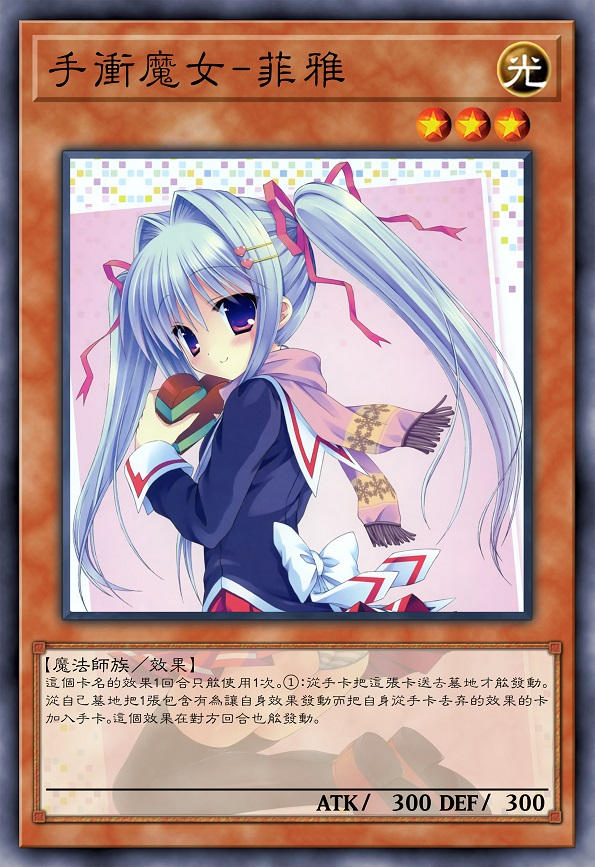 手衝魔女-菲雅
光
【魔法師族／效果】
這個卡名的效果1回合只能使用1次。①:從手卡把這張卡送去墓地才能發動。
從自己墓地把1張包含有為讓自身效果發動而把自身從手卡丟弃的效果的卡
加入手卡。這個效果在對方回合也能發動。
ATK/ 300 DEF/ 300